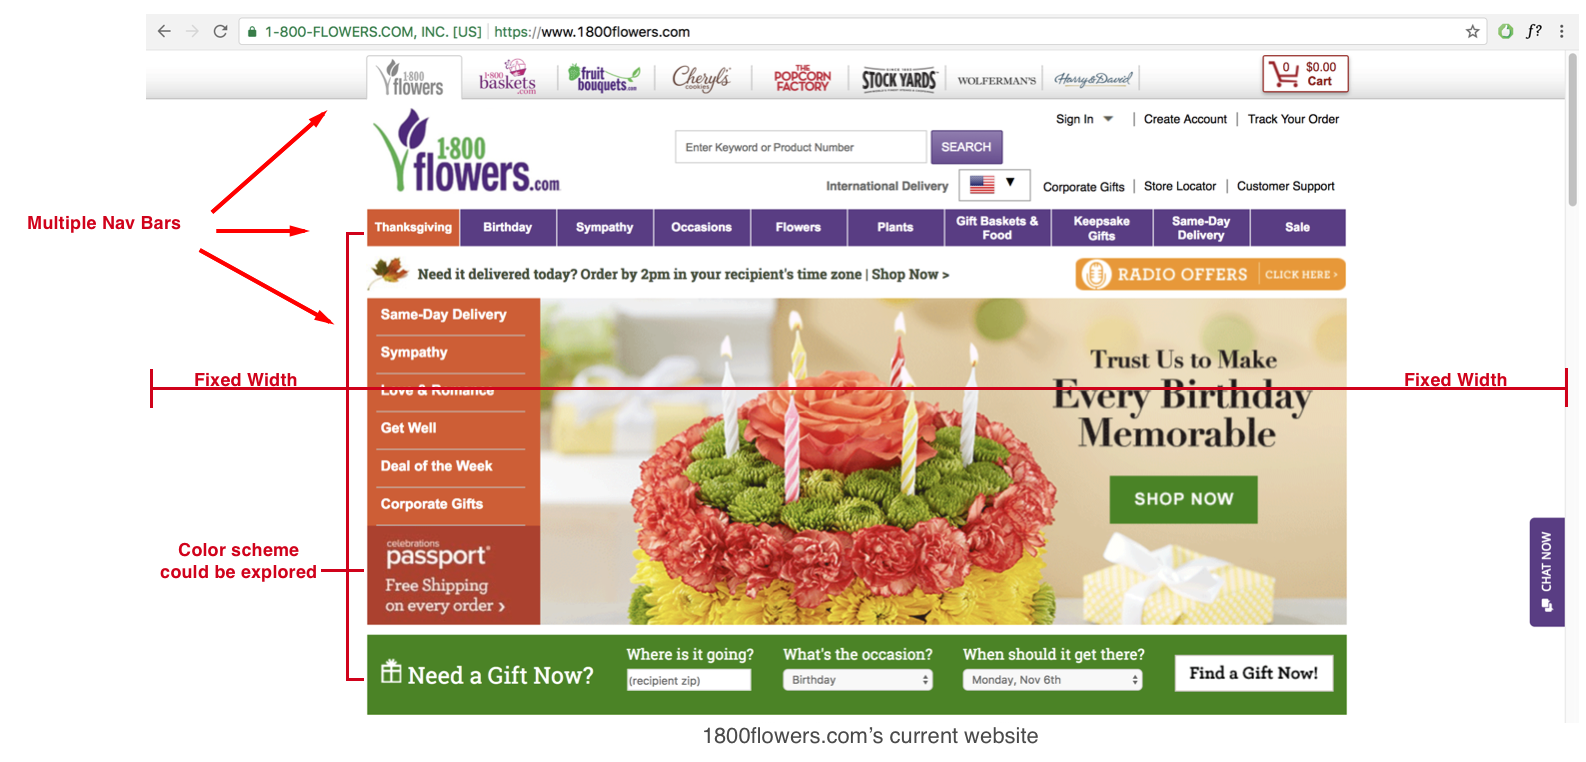 1-800-FLOWERS.COM, INC. [US] https://www.1800flowers.com
f?
1·800 flowers
1·800 baskets.com
fruit bouquets.com
Cheryl's cookies
THE POPCORN FACTORY
STOCK YARDS
WOLFERMAN'S
Harry & David
0 $0.00
Cart
Sign In | Create Account | Track Your Order
1·800
flowers.com
Enter Keyword or Product Number
SEARCH
International Delivery
Corporate Gifts | Store Locator | Customer Support
Multiple Nav Bars
Thanksgiving
Birthday
Sympathy
Occasions
Flowers
Plants
Gift Baskets & Food
Keepsake Gifts
Same-Day Delivery
Sale
Need it delivered today? Order by 2pm in your recipient's time zone | Shop Now >
RADIO OFFERS CLICK HERE >
Same-Day Delivery
Sympathy
Love & Romance
Get Well
Deal of the Week
Corporate Gifts
celebrations
passport
Free Shipping
on every order >
Fixed Width
Fixed Width
Trust Us to Make
Every Birthday
Memorable
SHOP NOW
CHAT NOW
Color scheme
could be explored
Need a Gift Now?
Where is it going?
(recipient zip)
What's the occasion?
Birthday
When should it get there?
Monday, Nov 6th
Find a Gift Now!
1800flowers.com's current website